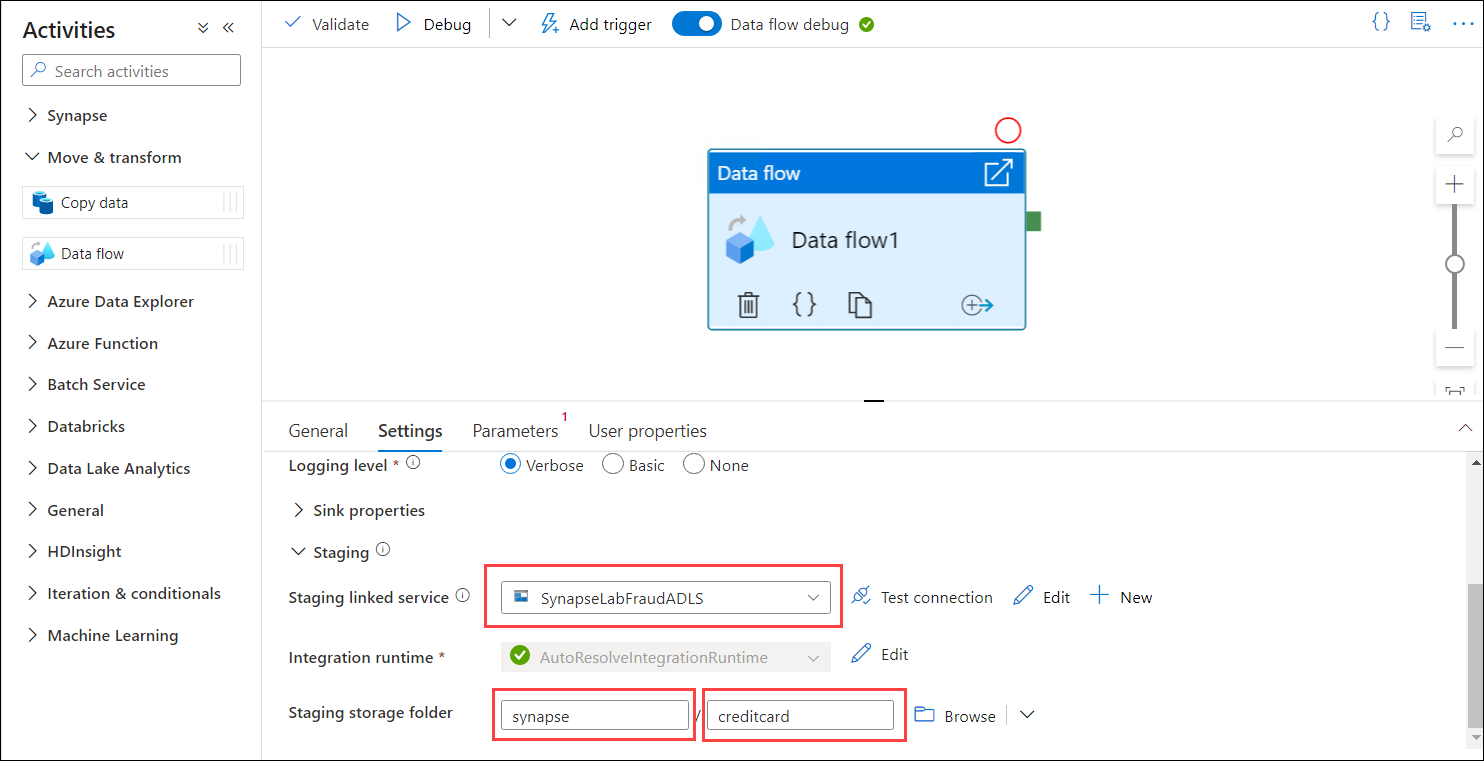 Activities
Search activities
Synapse
Move & transform
Copy data
Data flow
Azure Data Explorer
Azure Function
Batch Service
Databricks
Data Lake Analytics
General
HDInsight
Iteration & conditionals
Machine Learning
Validate Debug Add trigger Data flow debug
Data flow
Data flow1
General Settings Parameters 1 User properties
Logging level * Verbose Basic None
Sink properties
Staging
Staging linked service SynapseLabFraudADLS Test connection Edit New
Integration runtime * AutoResolveIntegrationRuntime Edit
Staging storage folder synapse / creditcard Browse